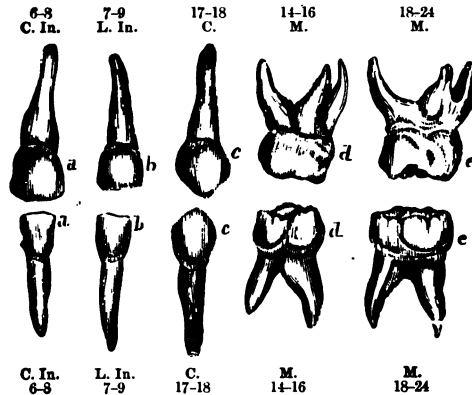 6–8 7–9 17–18 14–16 18–24
C. In. L. In. C. M. M.
a b c d e
a b c d e
C. In. L. In. C. M. M.
6–8 7–9 17–18 14–16 18–24